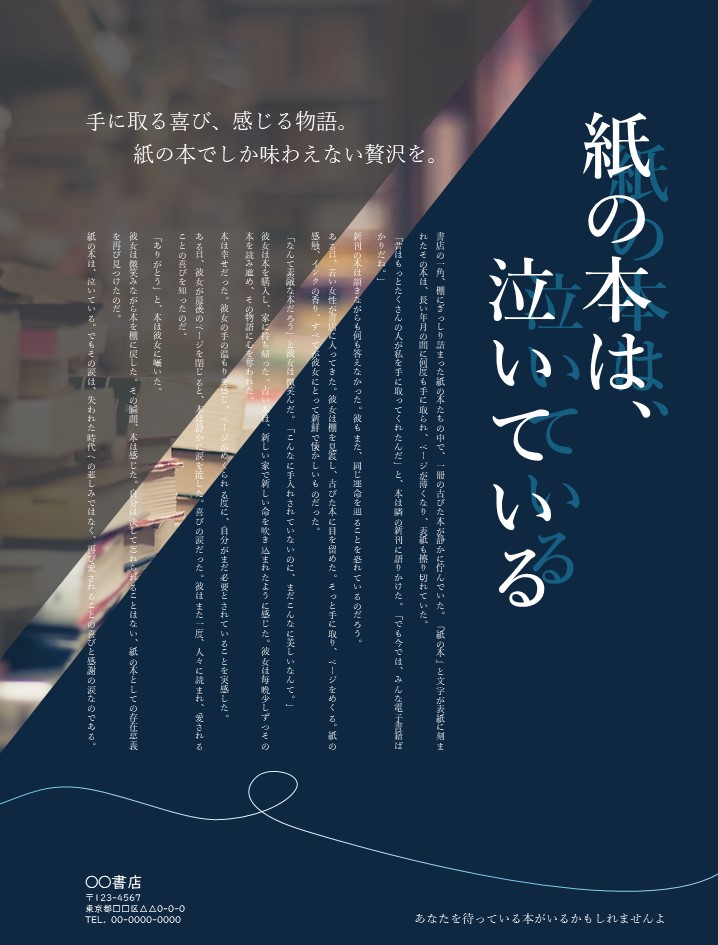 手に取る喜び、感じる物語。
紙の本でしか味わえない贅沢を。
紙の本は、
泣いている
書店の一角、棚にぎっしり詰まった紙の本たちの中で、一冊の古びた本が静かに佇んでいた。『紙の本』と文字が表紙に刻ま
れたその本は、長い年月の間に何度も手に取られ、ページが薄くなり、表紙も擦り切れていた。
「昔はもっとたくさんの人が私を手に取ってくれたんだ」と、本は隣の新刊に語りかけた。「でも今では、みんな電子書籍ば
かりだね。」
新刊の本は頷きながらも何も答えなかった。彼もまた、同じ運命を辿ることを恐れているのだろう。
ある日、若い女性が書店に入ってきた。彼女は棚を見渡し、古びた本に目を留めた。そっと手に取り、ページをめくる。紙の
感触、インクの香り、すべてが彼女にとって新鮮で懐かしいものだった。
「なんて素敵な本だろう」と彼女は微笑んだ。「こんなに手入れされていないのに、まだこんなに美しいなんて。」
彼女は本を購入し、家に持ち帰った。古い本は、新しい家で新しい命を吹き込まれたように感じた。彼女は毎晩少しずつその
本を読み進め、その物語に心を奪われた。
本は幸せだった。彼女の手の温もりを感じ、ページがめくられる度に、自分がまだ必要とされていることを実感した。
ある日、彼女が最後のページを閉じると、本は静かに涙を流した。喜びの涙だった。彼はまた一度、人々に読まれ、愛される
ことの喜びを知ったのだ。
「ありがとう」と、本は彼女に囁いた。
彼女は微笑みながら本を棚に戻した。その瞬間、本は感じた。自分は決して忘れられることはない、紙の本としての存在意義
を再び見つけたのだ。
紙の本は、泣いている。でもその涙は、失われた時代への悲しみではなく、再び愛されることの喜びと感謝の涙なのである。
〇〇書店
〒123-4567
東京都口口区△△0-0-0
TEL. 00-0000-0000
あなたを待っている本がいるかもしれませんよ